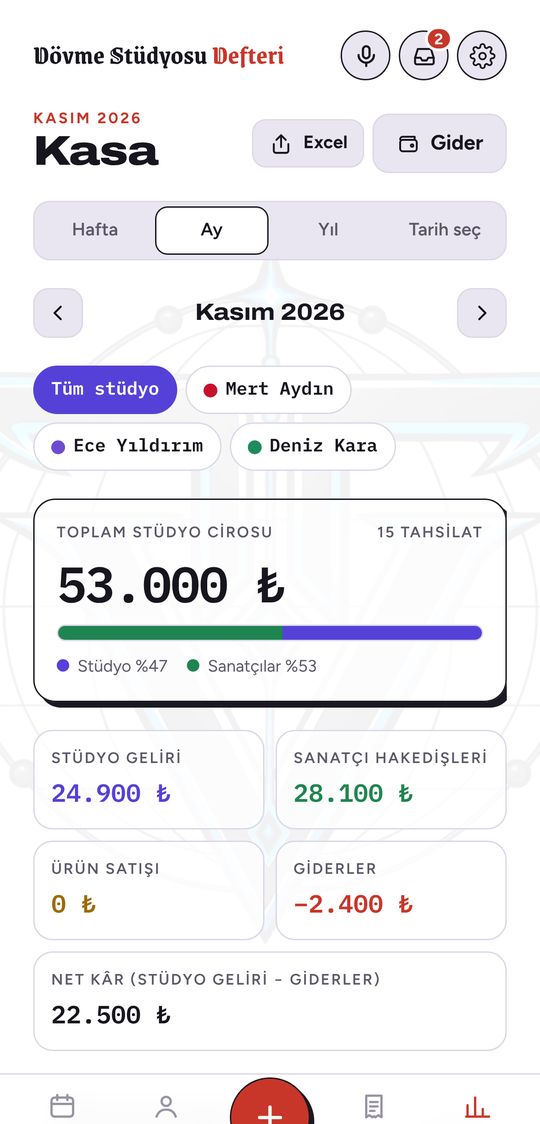 Dövme Stüdyosu Defteri
2
KASIM 2026
Kasa
Excel
Gider
Hafta
Ay
Yıl
Tarih seç
Kasım 2026
Tüm stüdyo
Mert Aydın
Ece Yıldırım
Deniz Kara
TOPLAM STÜDYO CİROSU
15 TAHSİLAT
53.000 ₺
Stüdyo %47
Sanatçılar %53
STÜDYO GELİRİ
24.900 ₺
SANATÇI HAKEDİŞLERİ
28.100 ₺
ÜRÜN SATIŞI
0 ₺
GİDERLER
−2.400 ₺
NET KÂR (STÜDYO GELİRİ − GİDERLER)
22.500 ₺